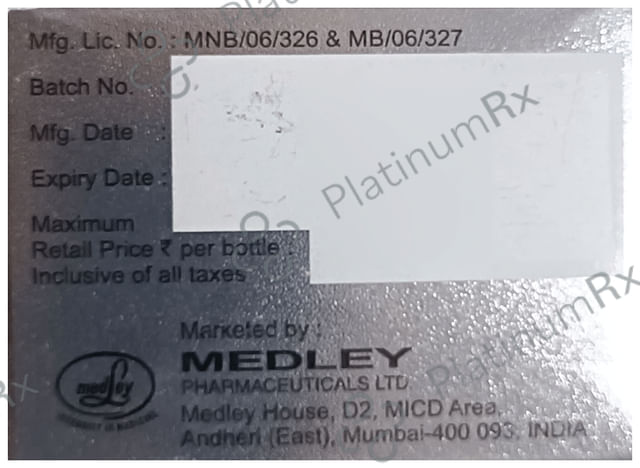 Mfg. Lic. No. : MNB/06/326 & MB/06/327
Batch No.
Mfg. Date :
Expiry Date :
Maximum
Retail Price ₹ per bottle :
Inclusive of all taxes
Marketed by :
MEDLEY
PHARMACEUTICALS LTD
Medley House, D2, MICD Area,
Andheri (East), Mumbai-400 093, INDIA.
medley
PlatinumRx
PlatinumRx
PlatinumRx